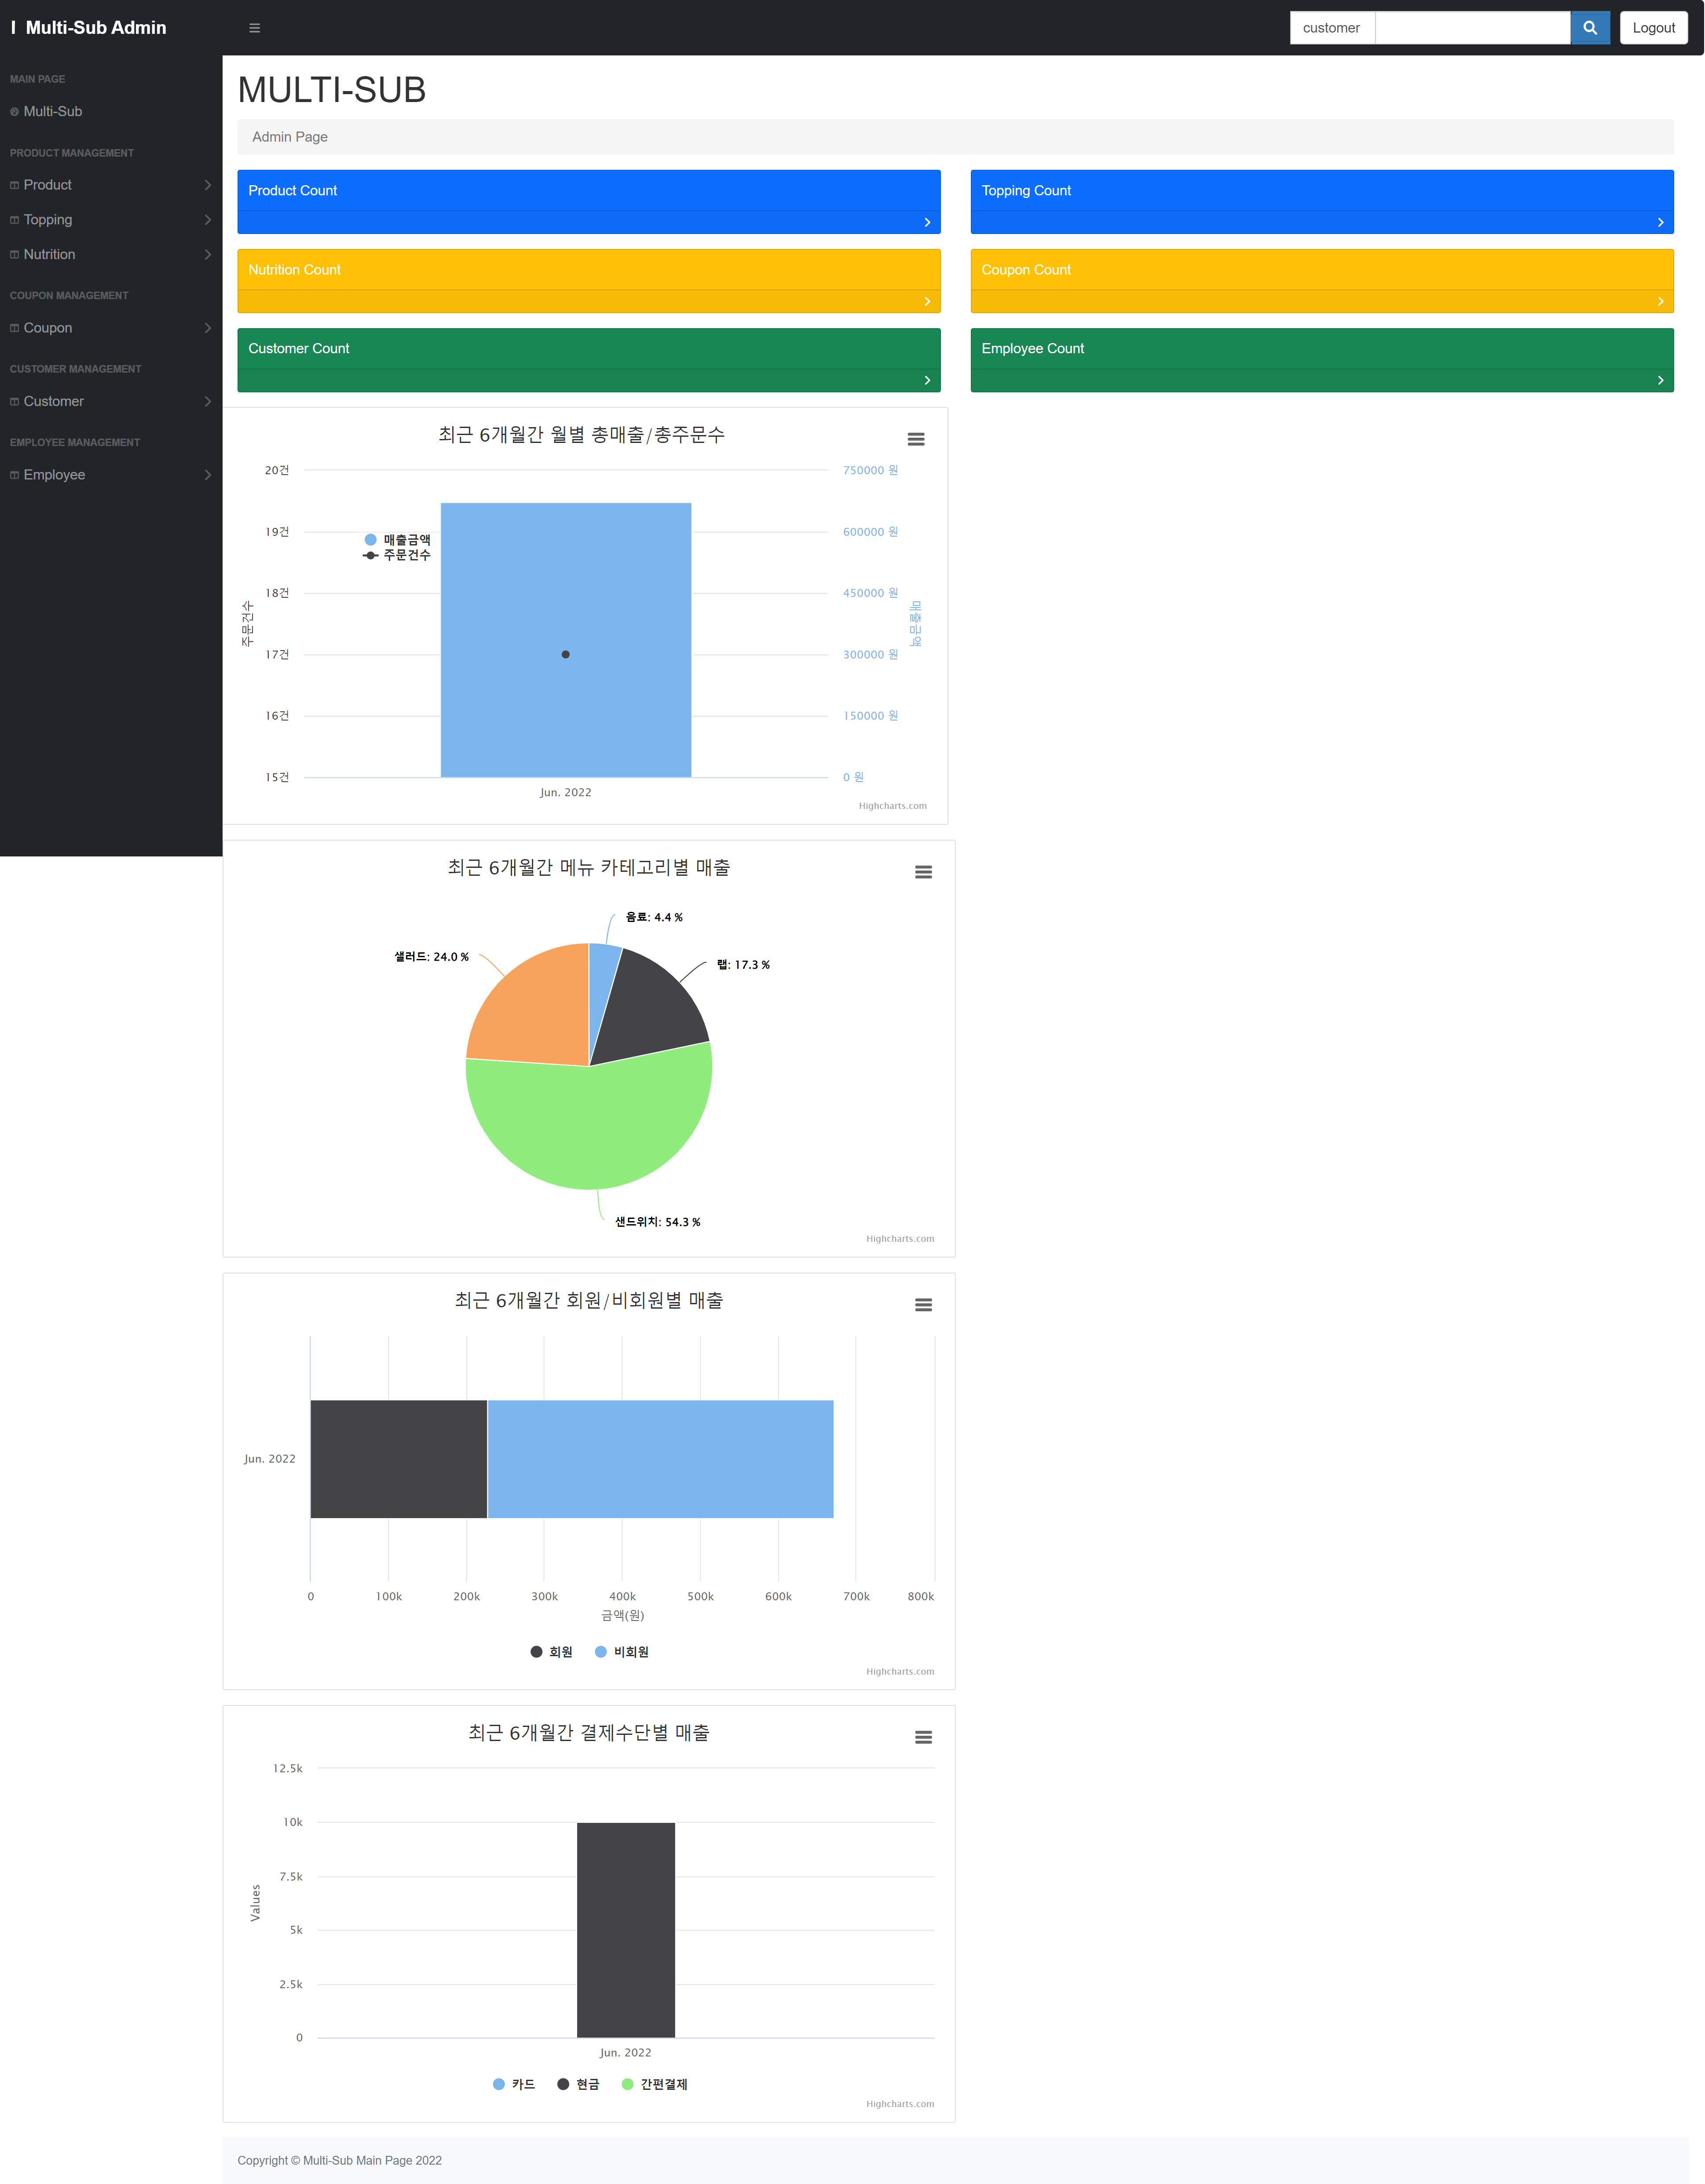 Multi-Sub Admin
customer
Logout
MAIN PAGE
Multi-Sub
PRODUCT MANAGEMENT
Product
Topping
Nutrition
COUPON MANAGEMENT
Coupon
CUSTOMER MANAGEMENT
Customer
EMPLOYEE MANAGEMENT
Employee
MULTI-SUB
Admin Page
Product Count
Topping Count
Nutrition Count
Coupon Count
Customer Count
Employee Count
최근 6개월간 월별 총매출/총주문수
20건
19건
18건
17건
16건
15건
주문건수
매출금액
주문건수
750000 원
600000 원
450000 원
300000 원
150000 원
0 원
매출금액
Jun. 2022
Highcharts.com
최근 6개월간 메뉴 카테고리별 매출
음료: 4.4 %
샐러드: 24.0 %
랩: 17.3 %
샌드위치: 54.3 %
Highcharts.com
최근 6개월간 회원/비회원별 매출
Jun. 2022
0 100k 200k 300k 400k 500k 600k 700k 800k
금액(원)
회원 비회원
Highcharts.com
최근 6개월간 결제수단별 매출
12.5k
10k
7.5k
5k
2.5k
0
Values
Jun. 2022
카드 현금 간편결제
Highcharts.com
Copyright © Multi-Sub Main Page 2022